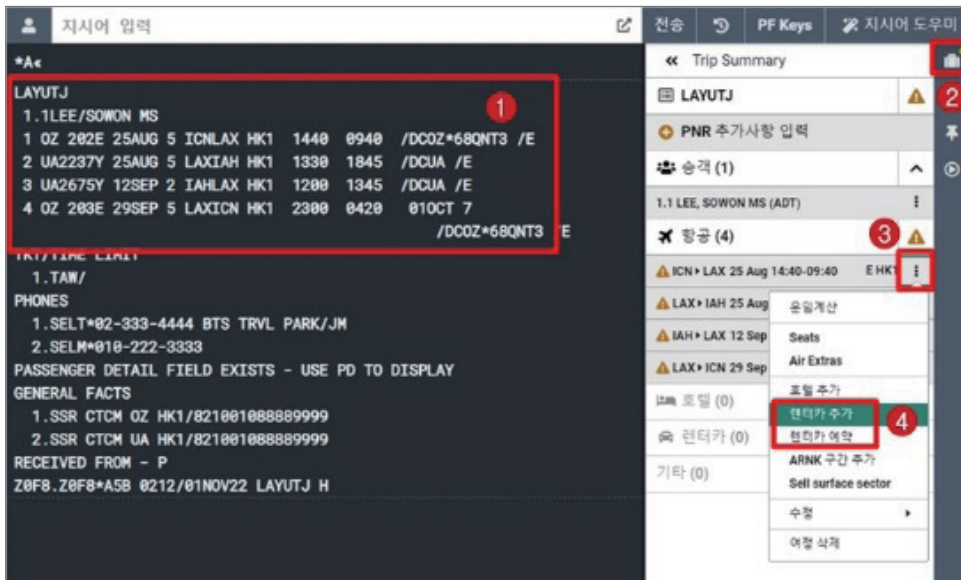 지시어 입력
전송 PF Keys 지시어 도우미
*A«
LAYUTJ
1.1LEE/SOWON MS
1 OZ 202E 25AUG 5 ICNLAX HK1 1440 0940 /DCOZ*68QNT3 /E
2 UA2237Y 25AUG 5 LAXIAH HK1 1330 1845 /DCUA /E
3 UA2675Y 12SEP 2 IAHLAX HK1 1200 1345 /DCUA /E
4 OZ 203E 29SEP 5 LAXICN HK1 2300 0420 01OCT 7
/DCOZ*68QNT3 /E
1
TKT/TIME LIMIT
1.TAW/
PHONES
1.SELT*02-333-4444 BTS TRVL PARK/JM
2.SELM*010-222-3333
PASSENGER DETAIL FIELD EXISTS - USE PD TO DISPLAY
GENERAL FACTS
1.SSR CTCM OZ HK1/821001088889999
2.SSR CTCM UA HK1/821001088889999
RECEIVED FROM - P
Z0F8.Z0F8*A5B 0212/01NOV22 LAYUTJ H
« Trip Summary
2
LAYUTJ
PNR 추가사항 입력
승객 (1)
1.1 LEE, SOWON MS (ADT)
항공 (4)
3
ICN▸LAX 25 Aug 14:40-09:40 E HK1
LAX▸IAH 25 Aug
IAH▸LAX 12 Sep
LAX▸ICN 29 Sep
호텔 (0)
렌터카 (0)
기타 (0)
운임계산
Seats
Air Extras
호텔 추가
렌터카 추가
렌터카 예약
4
ARNK 구간 추가
Sell surface sector
수정
여정 삭제